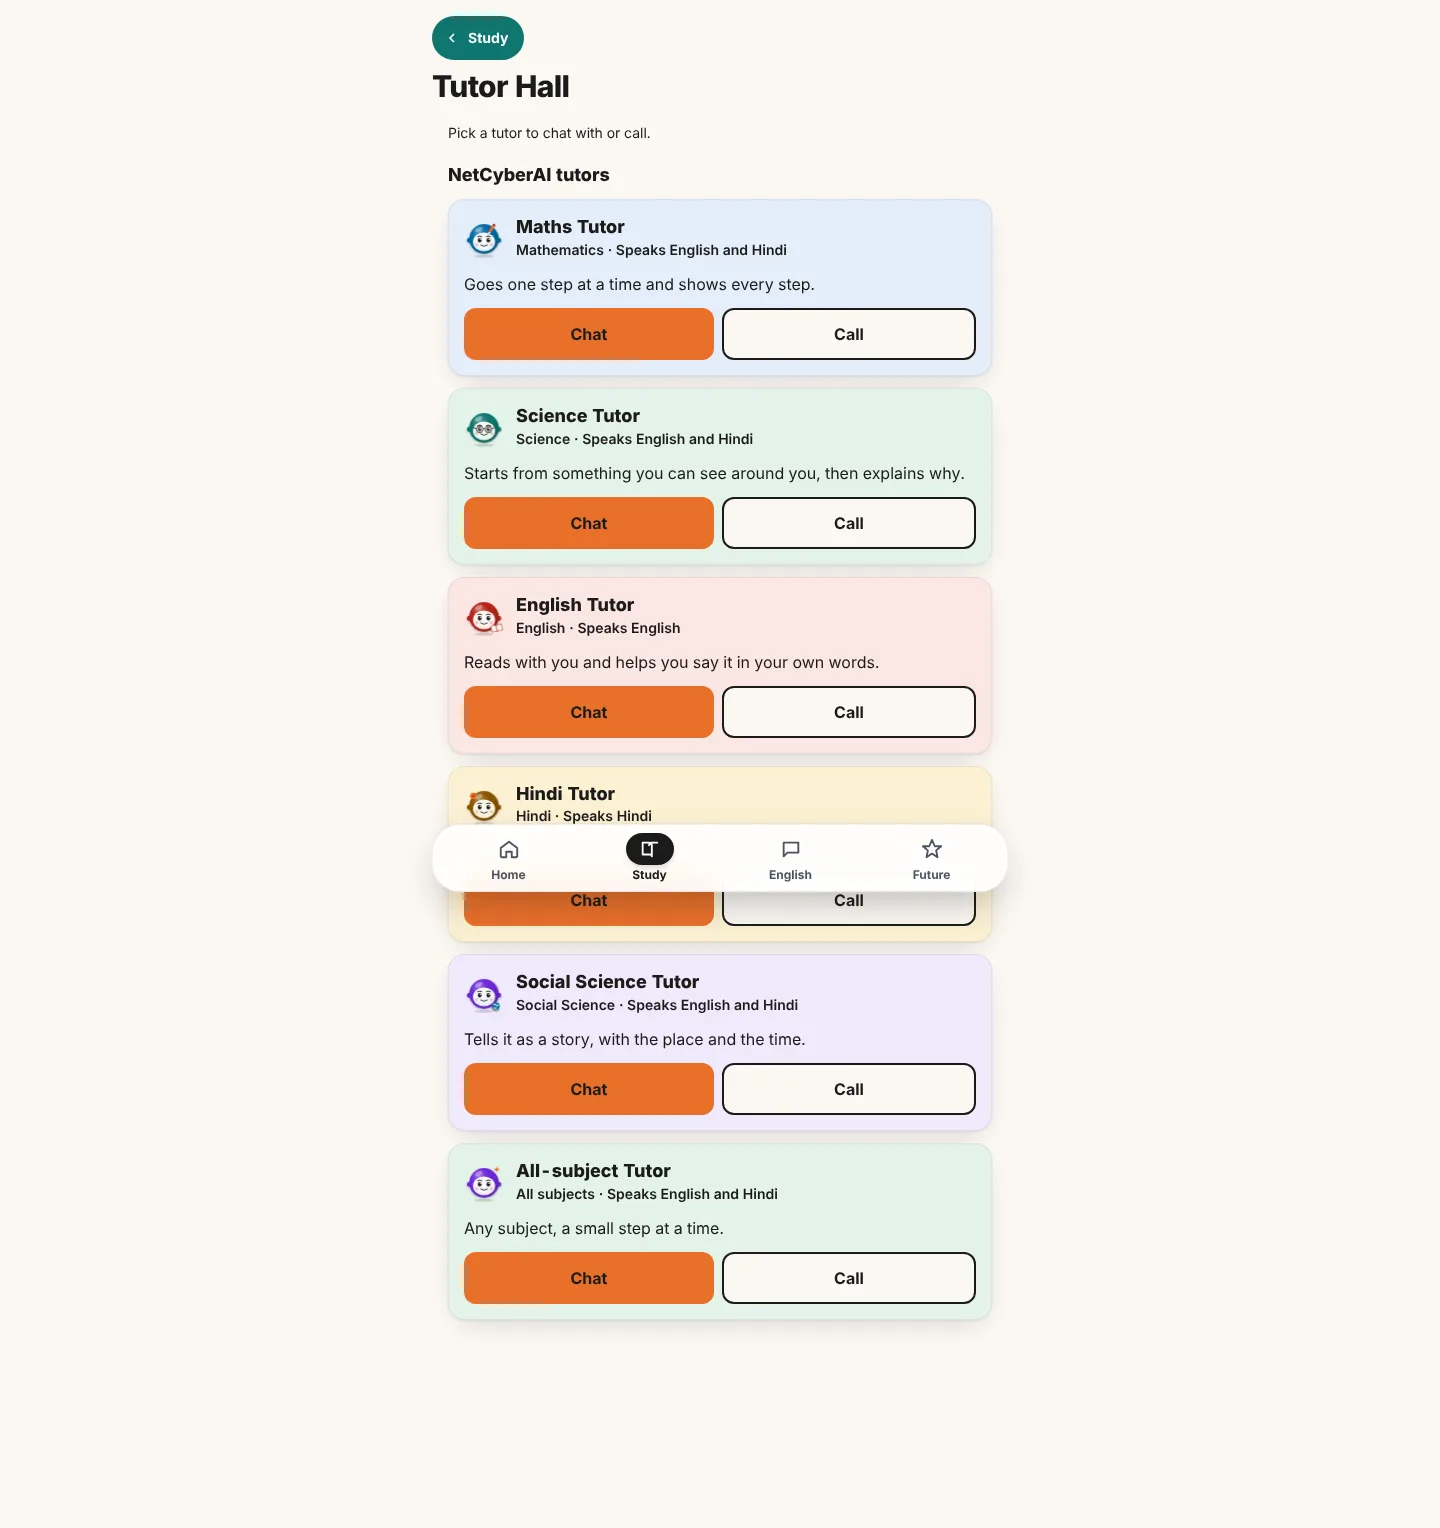 Study
Tutor Hall
Pick a tutor to chat with or call.
NetCyberAI tutors
Maths Tutor
Mathematics · Speaks English and Hindi
Goes one step at a time and shows every step.
Chat Call
Science Tutor
Science · Speaks English and Hindi
Starts from something you can see around you, then explains why.
Chat Call
English Tutor
English · Speaks English
Reads with you and helps you say it in your own words.
Chat Call
Hindi Tutor
Hindi · Speaks Hindi
Home Study English Future
Chat Call
Social Science Tutor
Social Science · Speaks English and Hindi
Tells it as a story, with the place and the time.
Chat Call
All-subject Tutor
All subjects · Speaks English and Hindi
Any subject, a small step at a time.
Chat Call